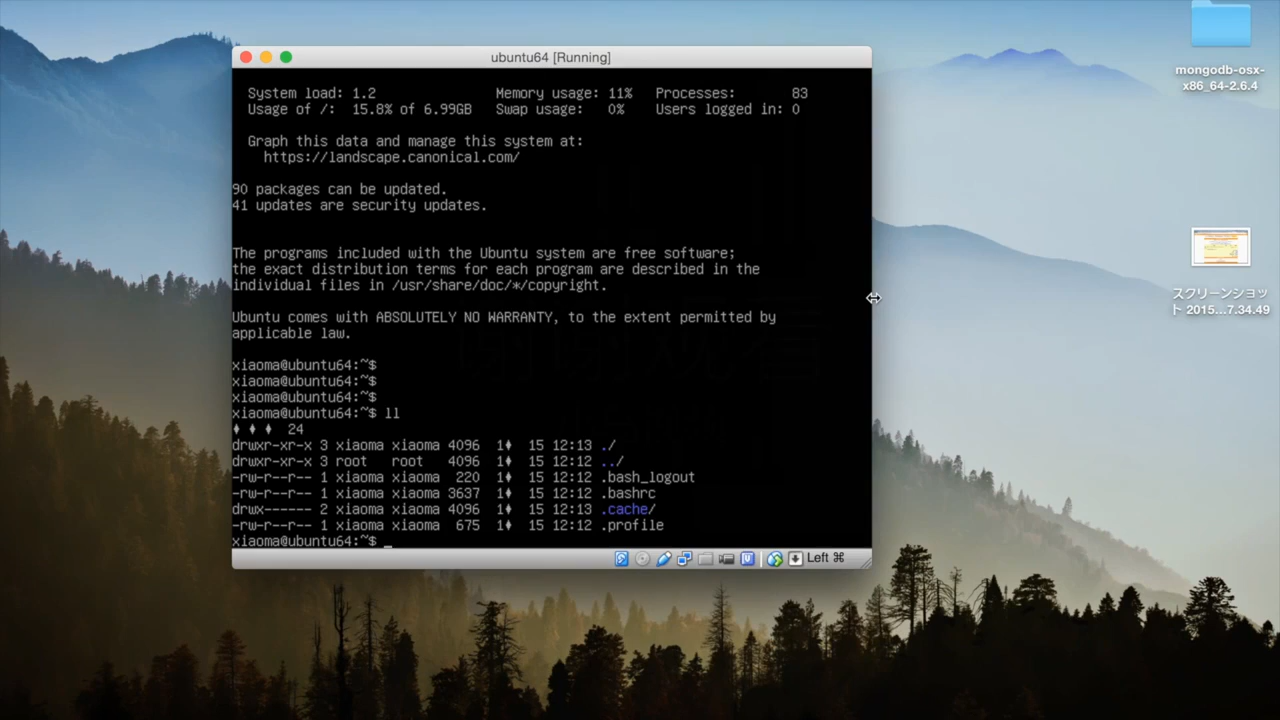 ubuntu64 [Running]
System load: 1.2 Memory usage: 11% Processes: 83
Usage of /: 15.8% of 6.99GB Swap usage: 0% Users logged in: 0
Graph this data and manage this system at:
https://landscape.canonical.com/
90 packages can be updated.
41 updates are security updates.
The programs included with the Ubuntu system are free software;
the exact distribution terms for each program are described in the
individual files in /usr/share/doc/*/copyright.
Ubuntu comes with ABSOLUTELY NO WARRANTY, to the extent permitted by
applicable law.
xiaoma@ubuntu64:~$
xiaoma@ubuntu64:~$
xiaoma@ubuntu64:~$
xiaoma@ubuntu64:~$ ll
♦ ♦ ♦ 24
drwxr-xr-x 3 xiaoma xiaoma 4096 1♦ 15 12:13 ./
drwxr-xr-x 3 root root 4096 1♦ 15 12:12 ../
-rw-r--r-- 1 xiaoma xiaoma 220 1♦ 15 12:12 .bash_logout
-rw-r--r-- 1 xiaoma xiaoma 3637 1♦ 15 12:12 .bashrc
drwx------ 2 xiaoma xiaoma 4096 1♦ 15 12:13 .cache/
-rw-r--r-- 1 xiaoma xiaoma 675 1♦ 15 12:12 .profile
xiaoma@ubuntu64:~$ _
Left ⌘
mongodb-osx-
x86_64-2.6.4
スクリーンショッ
ト 2015...7.34.49